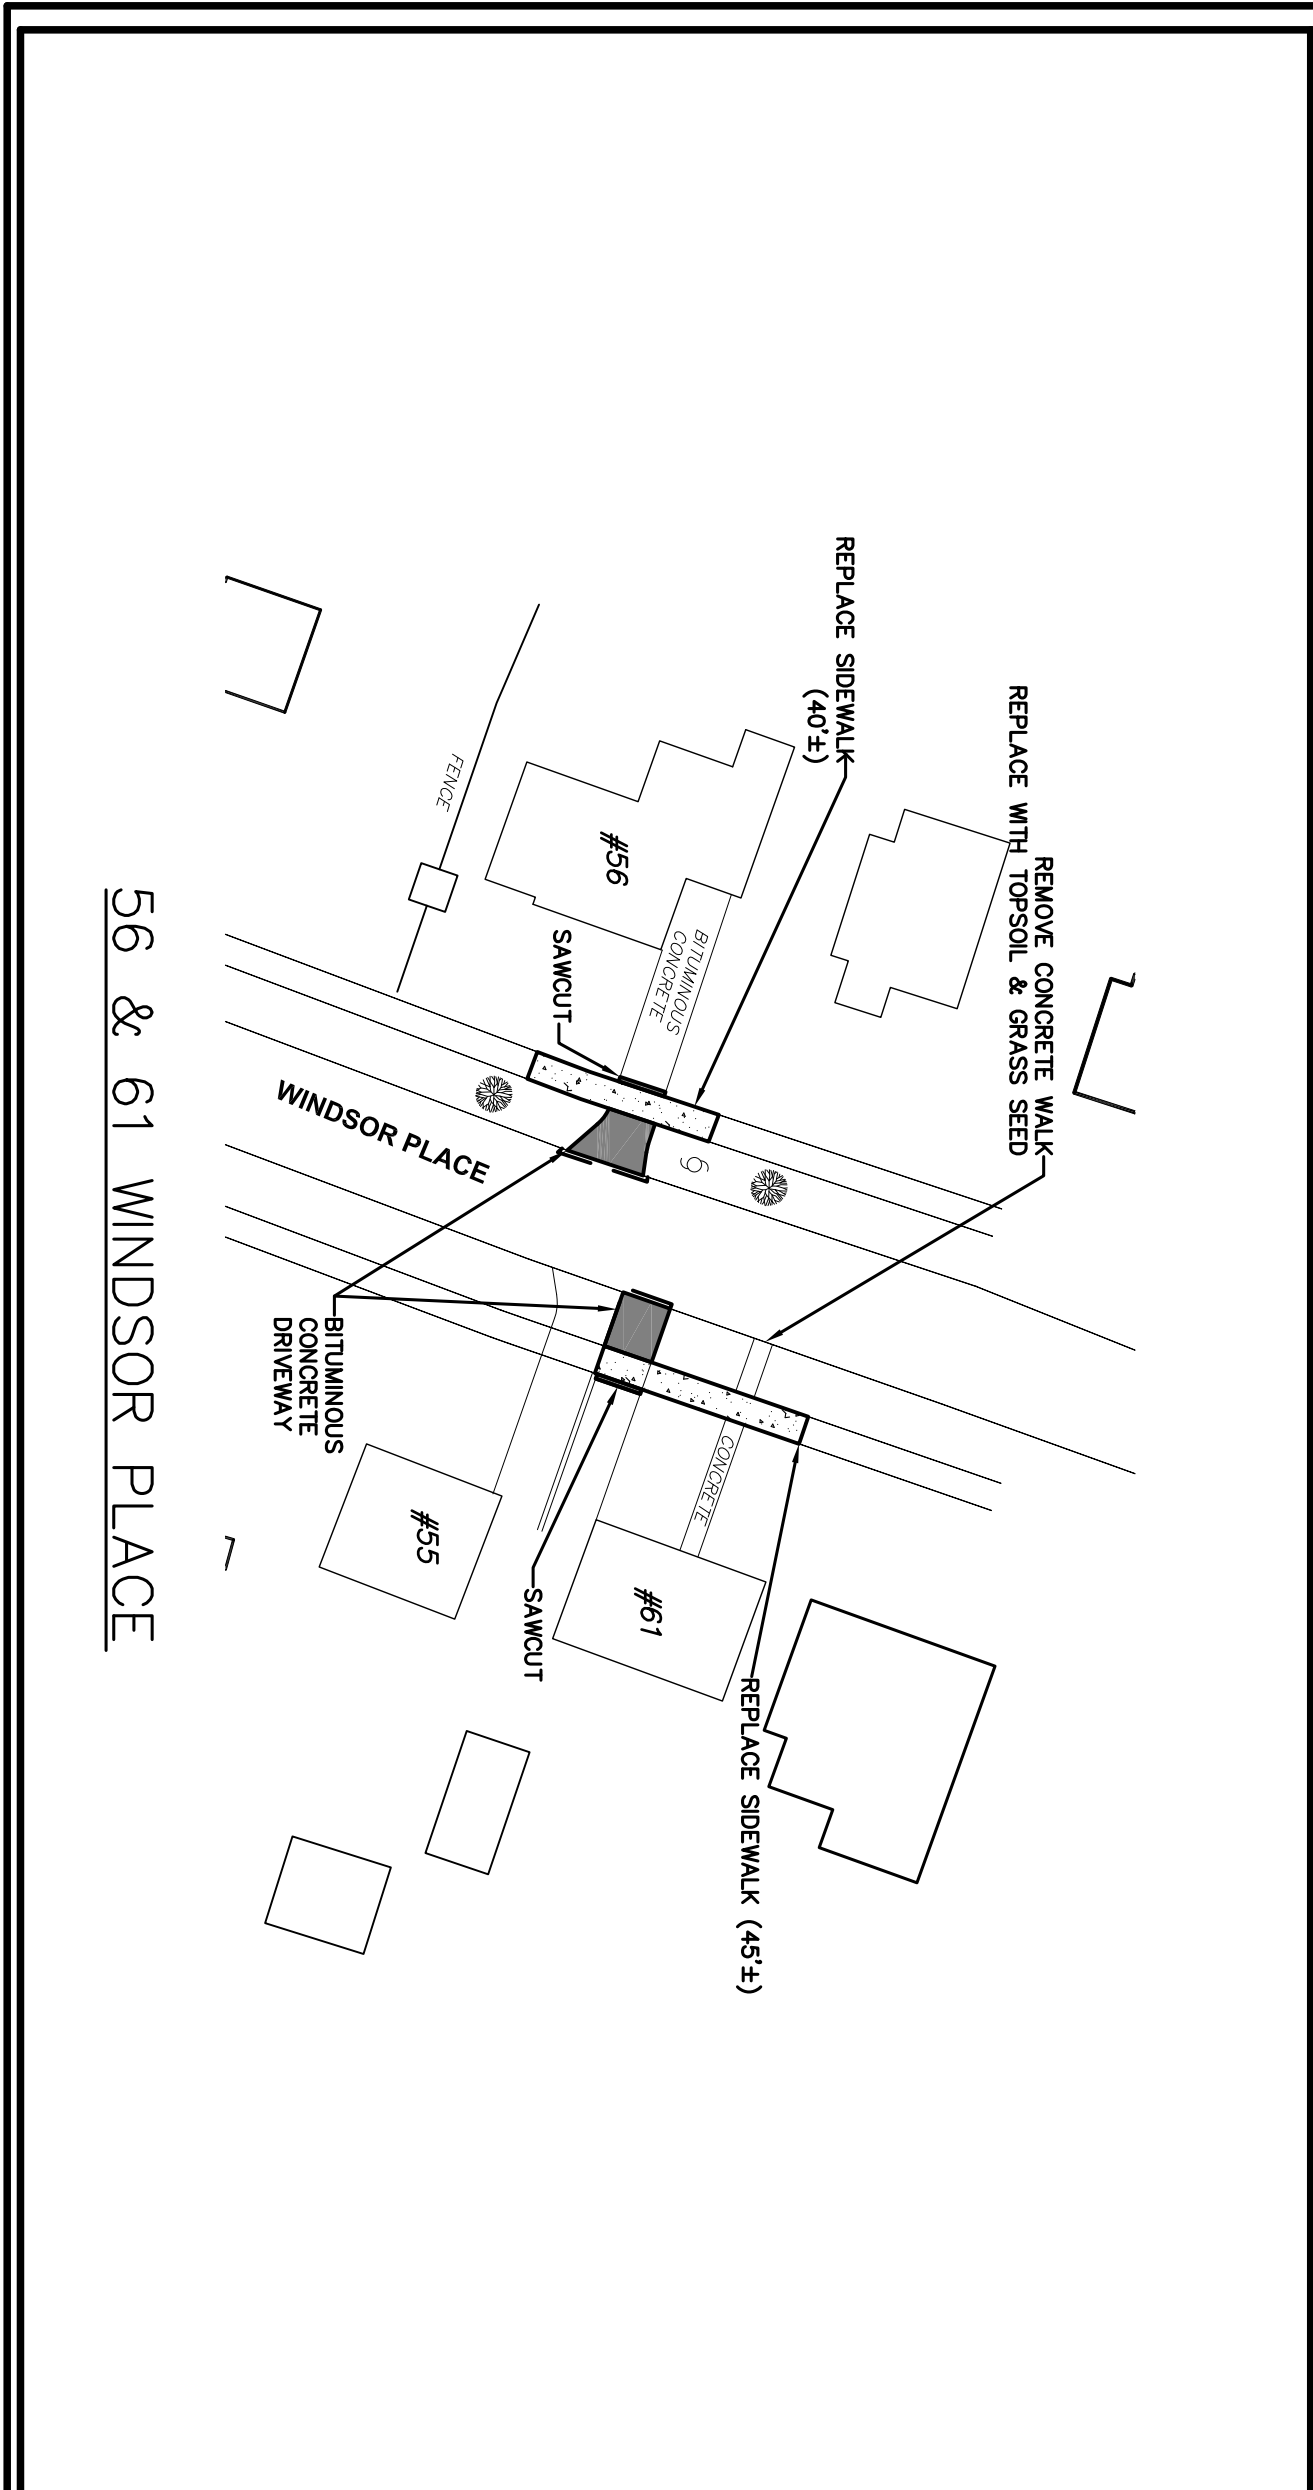 REMOVE CONCRETE WALK
REPLACE WITH TOPSOIL & GRASS SEED
REPLACE SIDEWALK
(40'±)
BITUMINOUS
CONCRETE
#56
SAWCUT
FENCE
WINDSOR PLACE
CONCRETE
REPLACE SIDEWALK (45'±)
#61
SAWCUT
#55
BITUMINOUS
CONCRETE
DRIVEWAY
56 & 61 WINDSOR PLACE